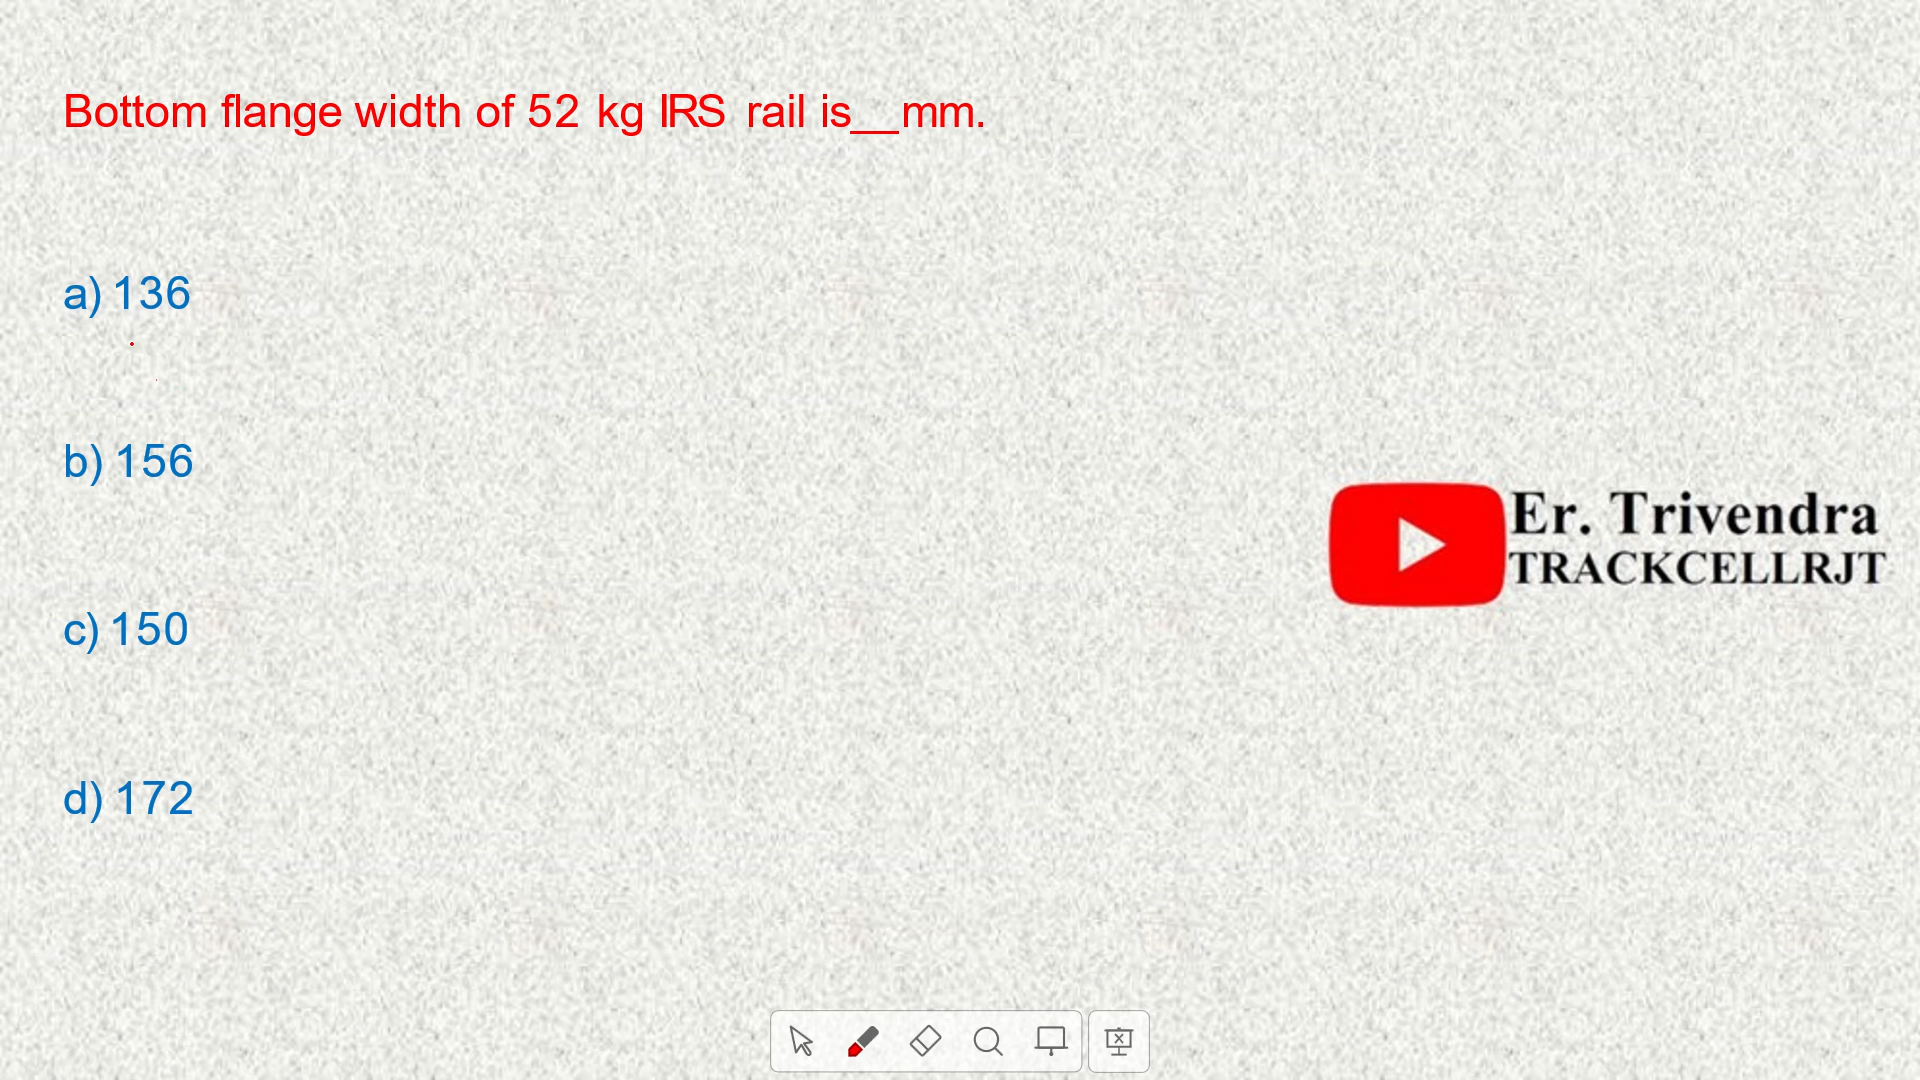 Bottom flange width of 52 kg IRS rail is__mm.
a) 136
b) 156
Er. Trivendra
TRACKCELLRJT
c) 150
d) 172